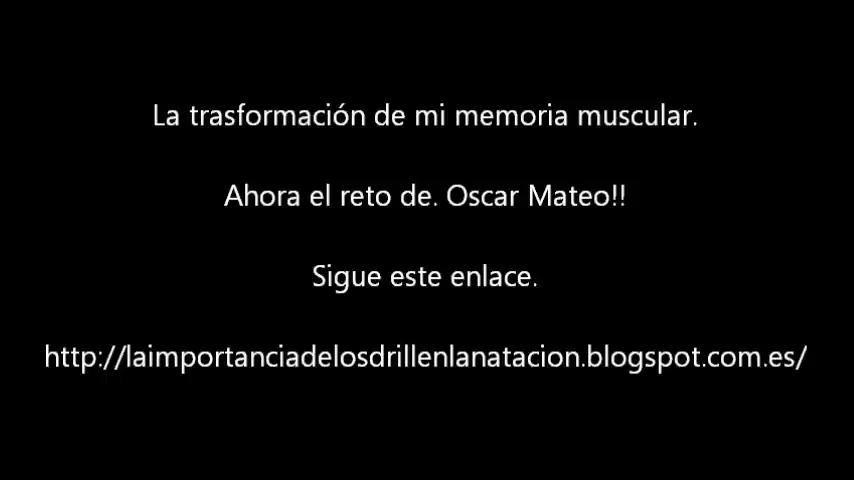 La trasformación de mi memoria muscular.
Ahora el reto de. Oscar Mateo!!
Sigue este enlace.
http://laimportanciadelosdrillenlanatacion.blogspot.com.es/